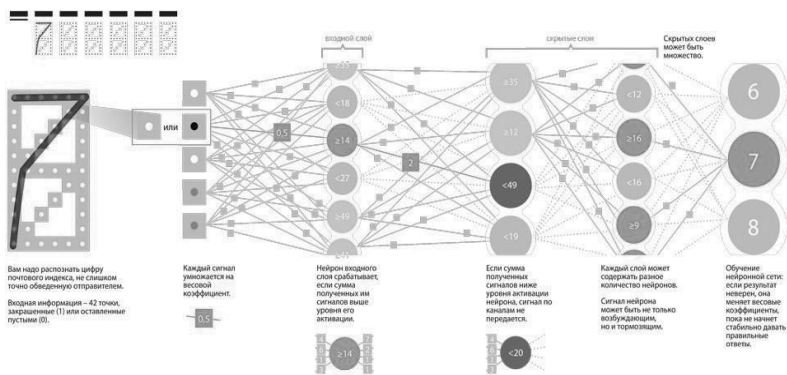 входной слой
скрытые слои
Скрытых слоев
может быть
множество.
или
0,5
<18
≥14
<27
≥49
2
≥35
≥12
<49
<19
<12
≥16
<16
≥9
6
7
8
Вам надо распознать цифру
почтового индекса, не слишком
точно обведенную отправителем.
Входная информация – 42 точки,
закрашенные (1) или оставленные
пустыми (0).
Каждый сигнал
умножается на
весовой
коэффициент.
0,5
Нейрон входного
слоя срабатывает,
если сумма
полученных им
сигналов выше
уровня его
активации.
≥14
Если сумма
полученных
сигналов ниже
уровня активации
нейрона, сигнал по
каналам не
передается.
<20
Каждый слой может
содержать разное
количество нейронов.
Сигнал нейрона
может быть не только
возбуждающим,
но и тормозящим.
Обучение
нейронной сети:
если результат
неверен, она
меняет весовые
коэффициенты,
пока не начнет
стабильно давать
правильные
ответы.